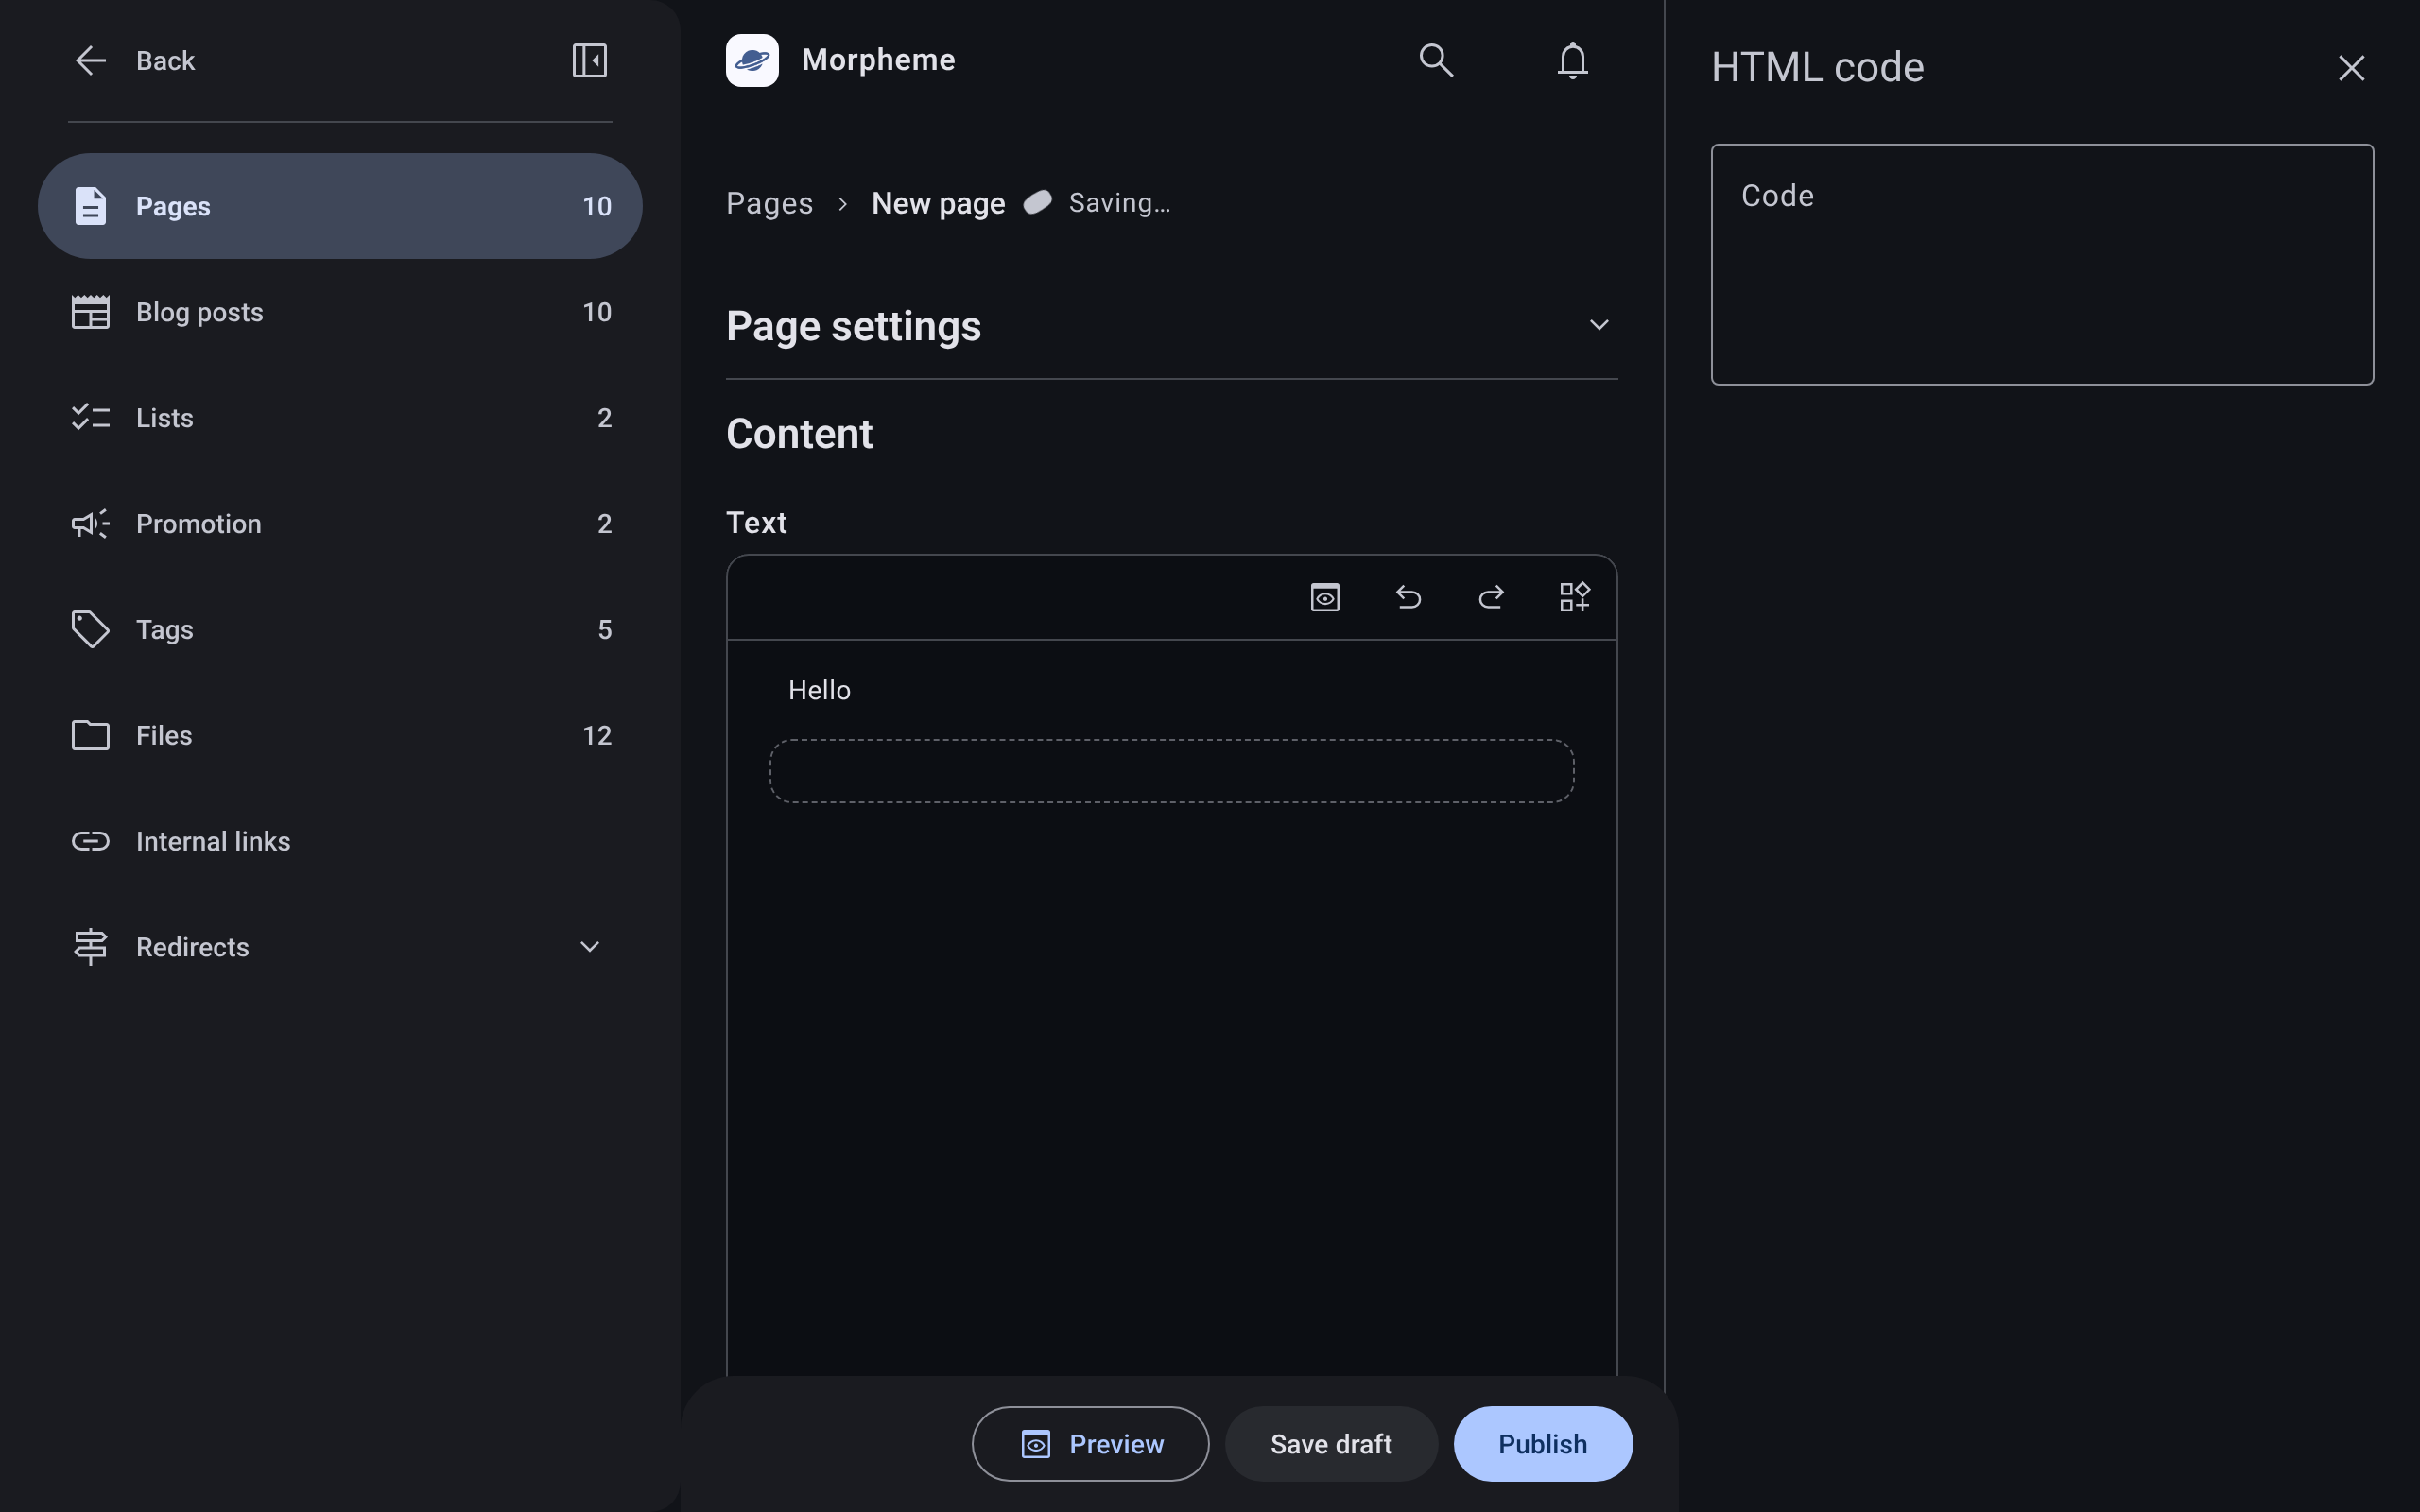 Back
Pages 10
Blog posts 10
Lists 2
Promotion 2
Tags 5
Files 12
Internal links
Redirects
Morpheme
Pages > New page Saving...
Page settings
Content
Text
Hello
Preview
Save draft
Publish
HTML code
Code